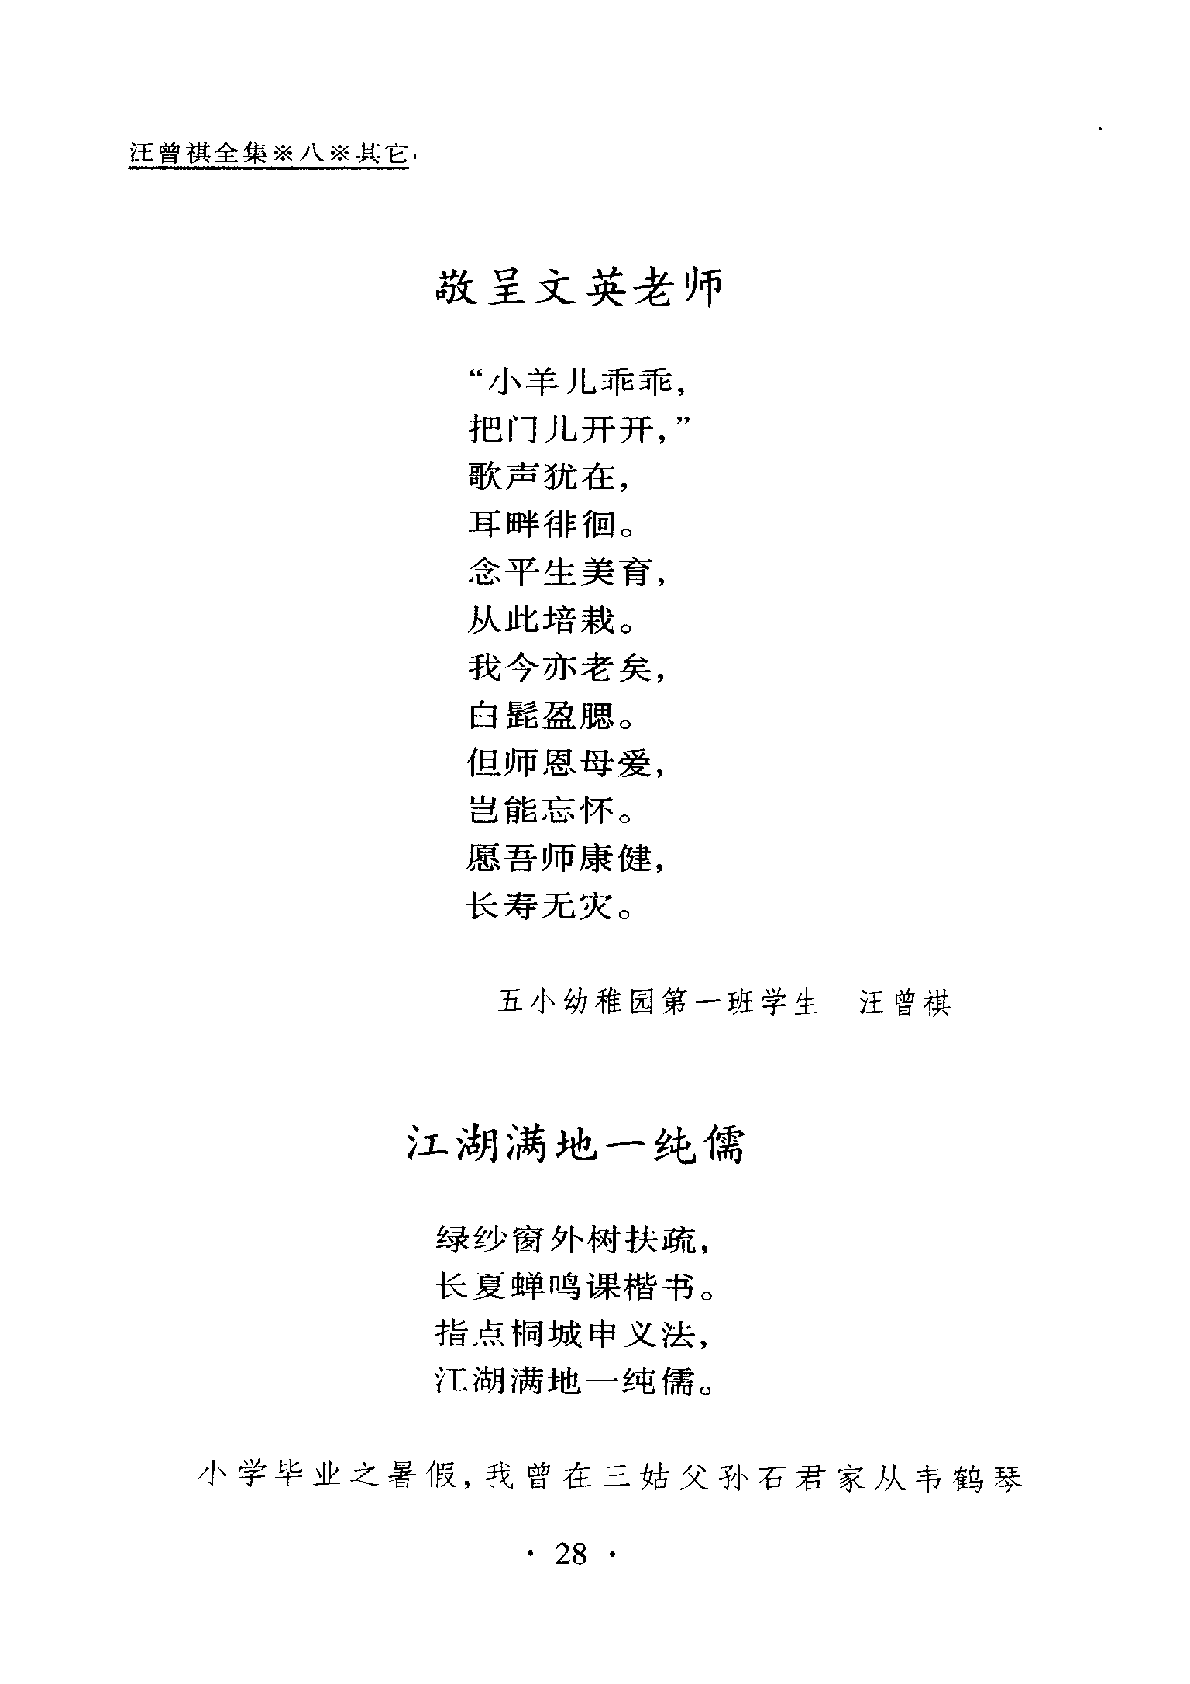 汪曾祺全集※八※其它
敬呈文英老师
“小羊儿乖乖，
把门儿开开，”
歌声犹在，
耳畔徘徊。
念平生美育，
从此培栽。
我今亦老矣，
白髭盈腮。
但师恩母爱，
岂能忘怀。
愿吾师康健，
长寿无灾。
五小幼稚园第一班学生　汪曾祺
江湖满地一纯儒
绿纱窗外树扶疏，
长夏蝉鸣课楷书。
指点桐城申义法，
江湖满地一纯儒。
小学毕业之暑假，我曾在三姑父孙石君家从韦鹤琴
· 28 ·